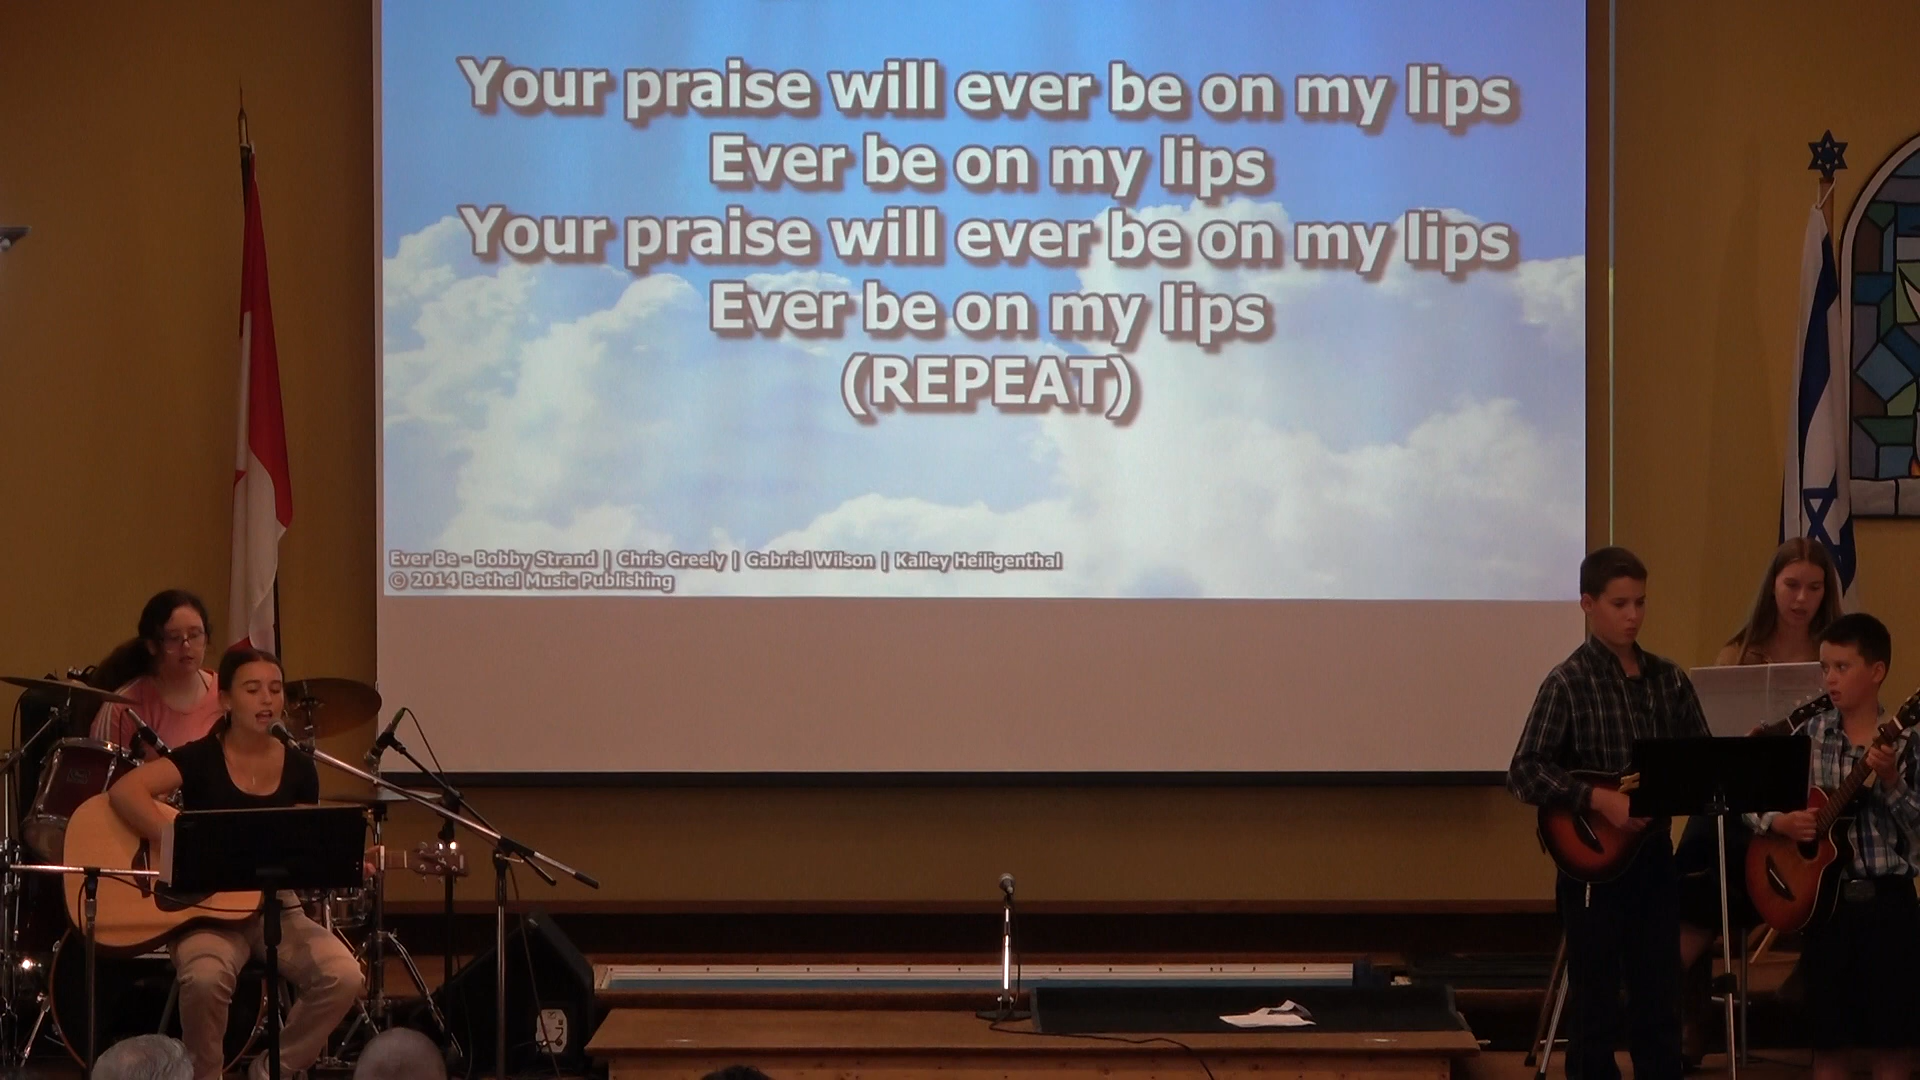 Your praise will ever be on my lips
Ever be on my lips
Your praise will ever be on my lips
Ever be on my lips
(REPEAT)
Ever Be - Bobby Strand | Chris Greely | Gabriel Wilson | Kalley Heiligenthal
© 2014 Bethel Music Publishing